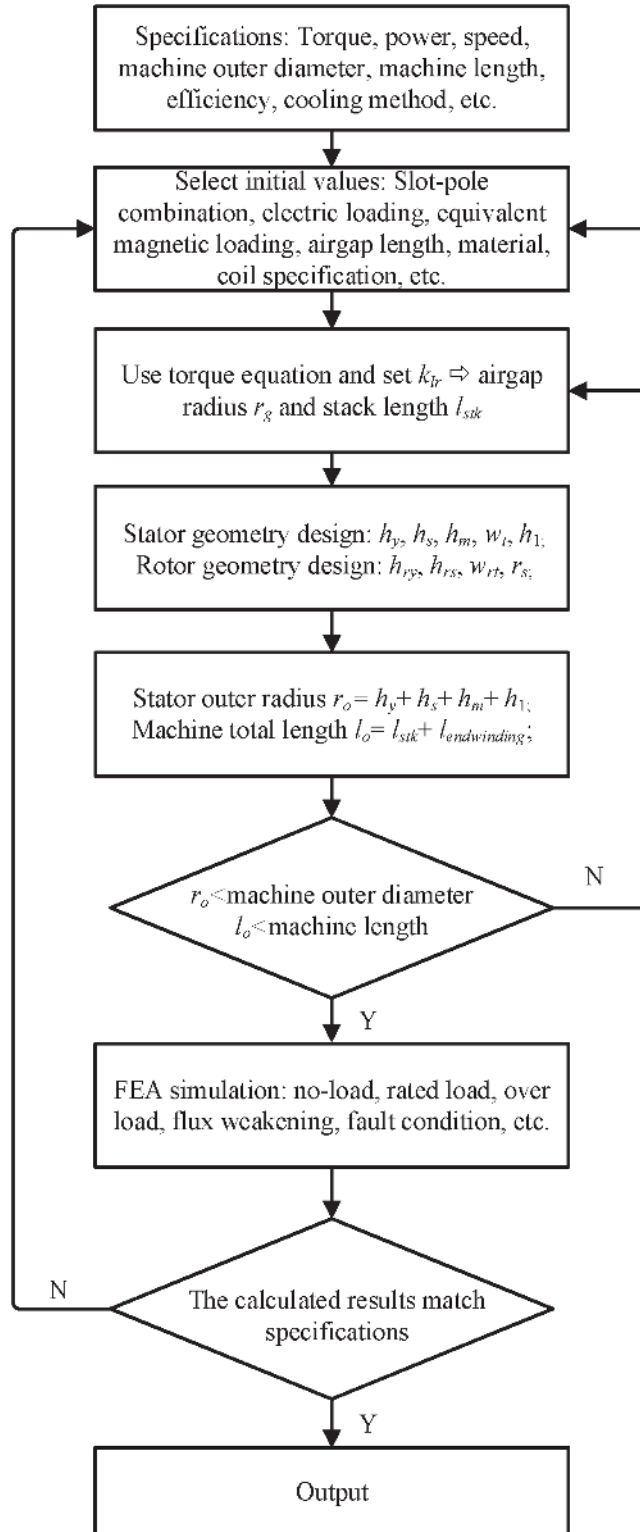 Specifications: Torque, power, speed,
machine outer diameter, machine length,
efficiency, cooling method, etc.
Select initial values: Slot-pole
combination, electric loading, equivalent
magnetic loading, airgap length, material,
coil specification, etc.
Use torque equation and set k_lr ⇨ airgap
radius r_g and stack length l_stk
Stator geometry design: h_y, h_s, h_m, w_t, h_1;
Rotor geometry design: h_ry, h_rs, w_rt, r_s;
Stator outer radius r_o= h_y+ h_s+ h_m+ h_1;
Machine total length l_o= l_stk+ l_endwinding;
r_o<machine outer diameter
l_o<machine length
N
Y
FEA simulation: no-load, rated load, over
load, flux weakening, fault condition, etc.
The calculated results match
specifications
N
Y
Output